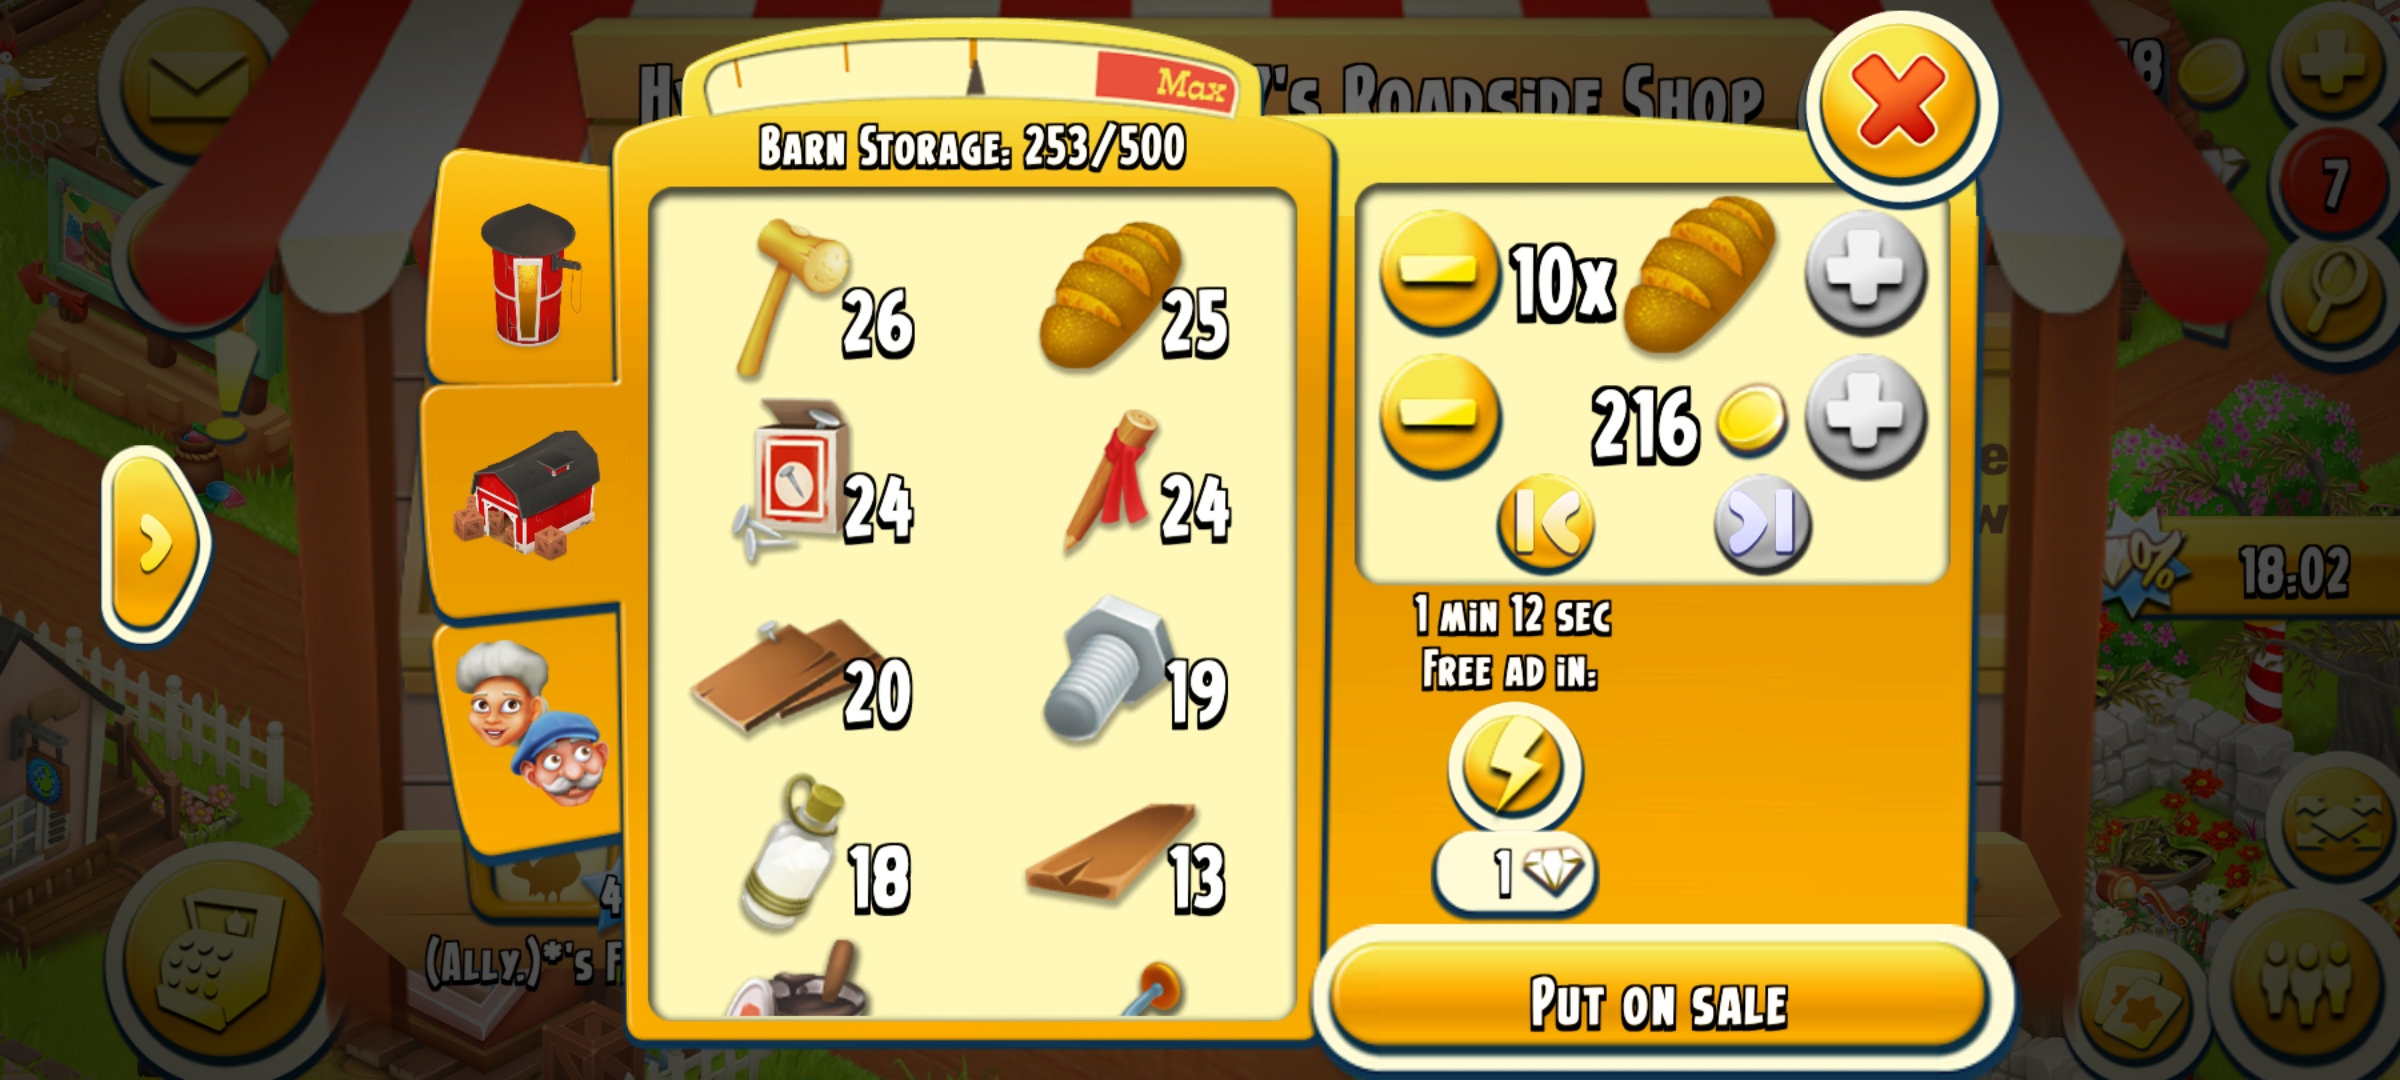 Max
's Roadside Shop
Barn Storage: 253/500
26
25
24
24
20
19
18
13
10x
216
1 min 12 sec
Free ad in:
1
Put on sale
7
%
18:02
(Ally.)*'s F
4